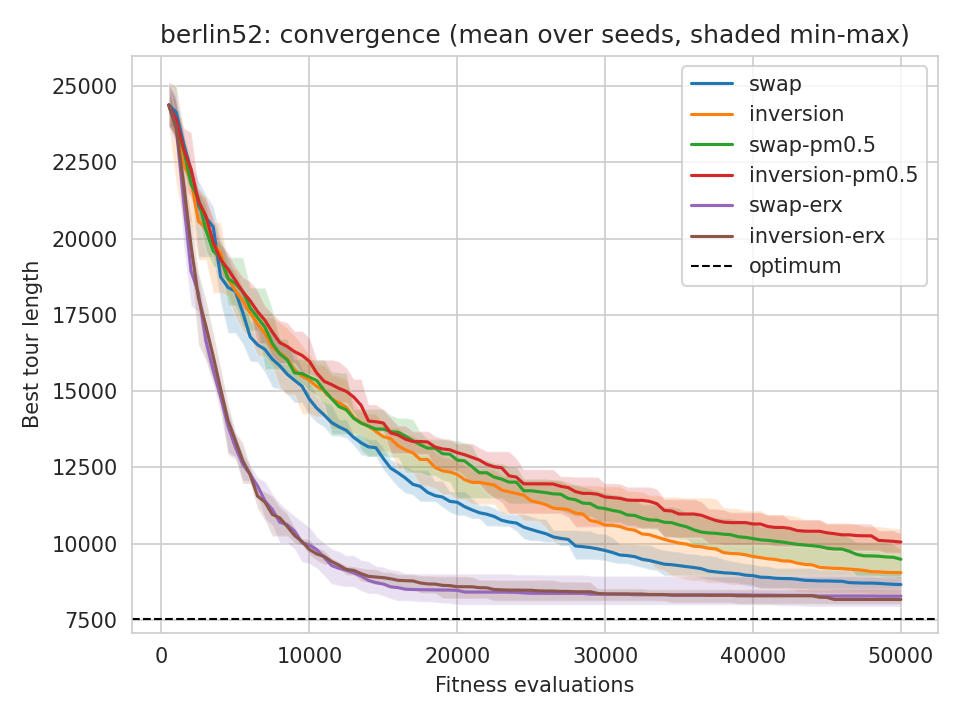 berlin52: convergence (mean over seeds, shaded min-max)
25000
22500
20000
17500
15000
12500
10000
7500
Best tour length
swap
inversion
swap-pm0.5
inversion-pm0.5
swap-erx
inversion-erx
optimum
0
10000
20000
30000
40000
50000
Fitness evaluations